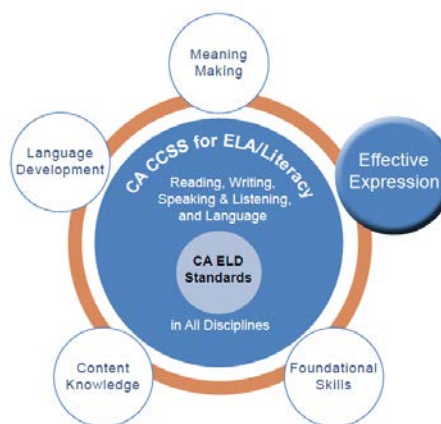 Meaning
Making
Effective
Expression
Language
Development
CA CCSS for ELA/Literacy
Reading, Writing,
Speaking & Listening,
and Language
CA ELD
Standards
in All Disciplines
Content
Knowledge
Foundational
Skills